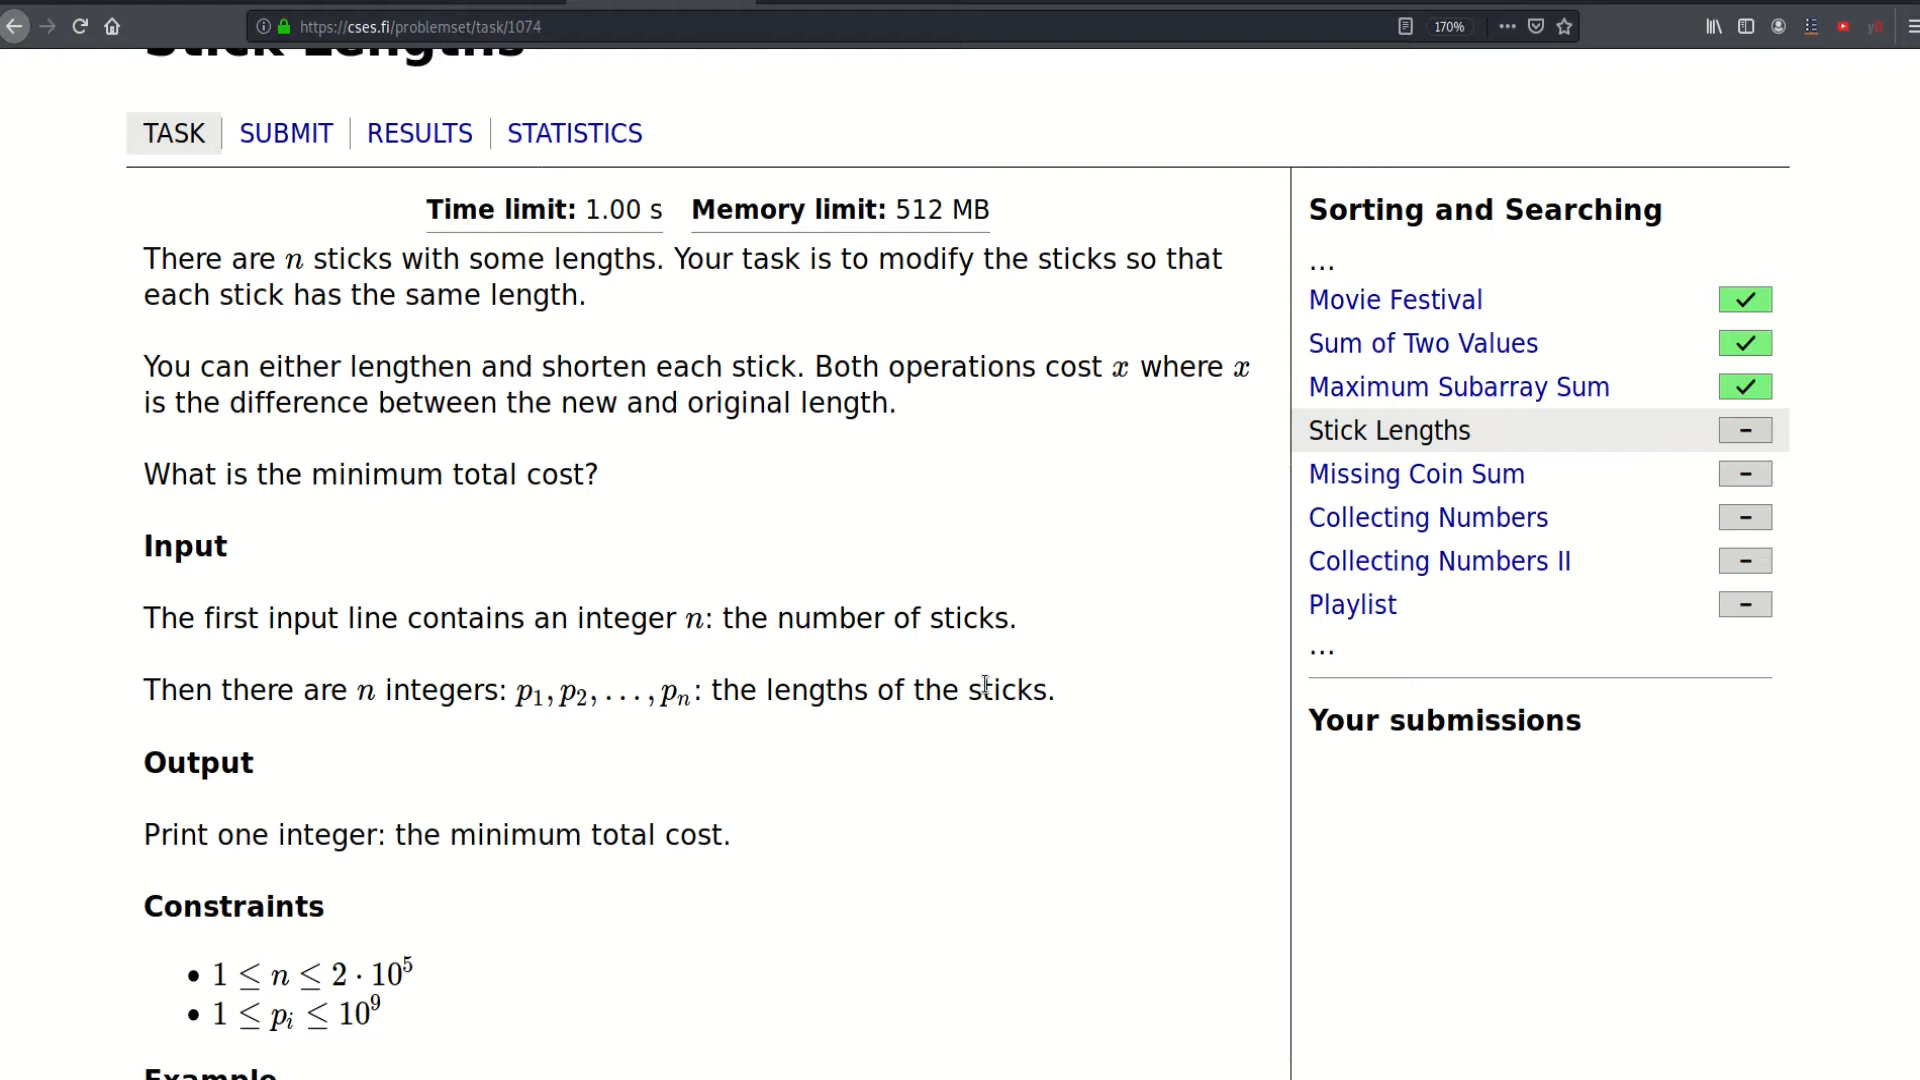 https://cses.fi/problemset/task/1074
170%
Stick Lengths
TASK
SUBMIT
RESULTS
STATISTICS
Time limit: 1.00 s
Memory limit: 512 MB
There are n sticks with some lengths. Your task is to modify the sticks so that
each stick has the same length.
You can either lengthen and shorten each stick. Both operations cost x where x
is the difference between the new and original length.
What is the minimum total cost?
Input
The first input line contains an integer n: the number of sticks.
Then there are n integers: p₁, p₂, ..., pₙ: the lengths of the sticks.
Output
Print one integer: the minimum total cost.
Constraints
• 1 ≤ n ≤ 2 · 10⁵
• 1 ≤ pᵢ ≤ 10⁹
Example
Sorting and Searching
...
Movie Festival
Sum of Two Values
Maximum Subarray Sum
Stick Lengths
Missing Coin Sum
Collecting Numbers
Collecting Numbers II
Playlist
...
Your submissions